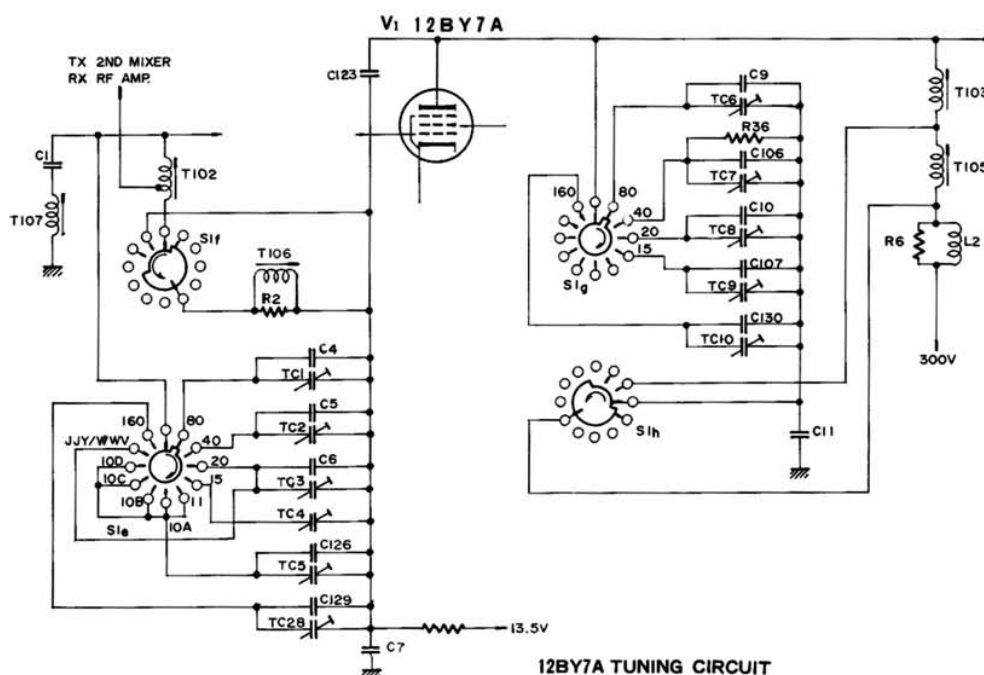 V1 12BY7A
TX 2ND MIXER
RX RF AMP.
C123
C1
T102
T107
S1f
T106
R2
C4
TC1
160
80
C5
TC2
JJY/WWV
40
10D
20
C6
10C
15
TC3
10B
11
TC4
S1e
10A
C126
TC5
C129
TC28
13.5V
C7
C9
TC6
R36
C106
TC7
160
80
40
20
15
S1g
C10
TC8
C107
TC9
C130
TC10
S1h
C11
T103
T105
R6
L2
300V
12BY7A TUNING CIRCUIT